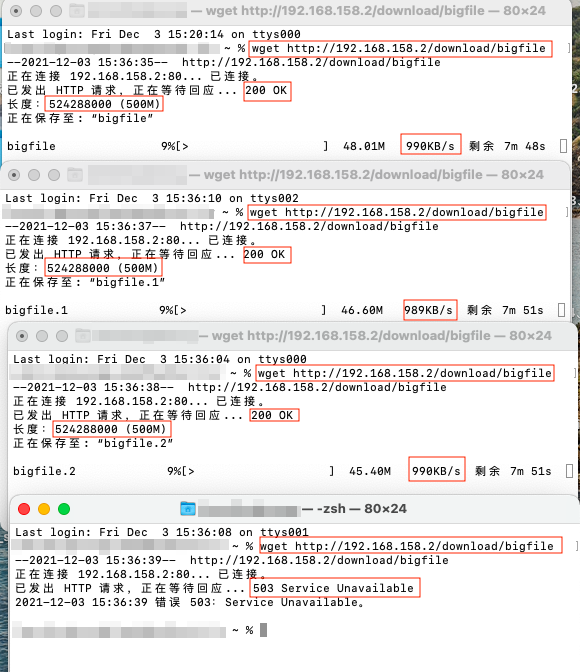 — wget http://192.168.158.2/download/bigfile — 80×24
Last login: Fri Dec  3 15:20:14 on ttys000
~ % wget http://192.168.158.2/download/bigfile
--2021-12-03 15:36:35--  http://192.168.158.2/download/bigfile
正在连接 192.168.158.2:80... 已连接。
已发出 HTTP 请求，正在等待回应... 200 OK
长度：524288000 (500M)
正在保存至: “bigfile”
bigfile 9%[> ] 48.01M 990KB/s 剩余 7m 48s
— wget http://192.168.158.2/download/bigfile — 80×24
Last login: Fri Dec  3 15:36:10 on ttys002
~ % wget http://192.168.158.2/download/bigfile
--2021-12-03 15:36:37--  http://192.168.158.2/download/bigfile
正在连接 192.168.158.2:80... 已连接。
已发出 HTTP 请求，正在等待回应... 200 OK
长度：524288000 (500M)
正在保存至: “bigfile.1”
bigfile.1 9%[> ] 46.60M 989KB/s 剩余 7m 51s
— wget http://192.168.158.2/download/bigfile — 80×24
Last login: Fri Dec  3 15:36:04 on ttys000
~ % wget http://192.168.158.2/download/bigfile
--2021-12-03 15:36:38--  http://192.168.158.2/download/bigfile
正在连接 192.168.158.2:80... 已连接。
已发出 HTTP 请求，正在等待回应... 200 OK
长度：524288000 (500M)
正在保存至: “bigfile.2”
bigfile.2 9%[> ] 45.40M 990KB/s 剩余 7m 51s
— -zsh — 80×24
Last login: Fri Dec  3 15:36:08 on ttys001
~ % wget http://192.168.158.2/download/bigfile
--2021-12-03 15:36:39--  http://192.168.158.2/download/bigfile
正在连接 192.168.158.2:80... 已连接。
已发出 HTTP 请求，正在等待回应... 503 Service Unavailable
2021-12-03 15:36:39 错误 503：Service Unavailable。
~ %